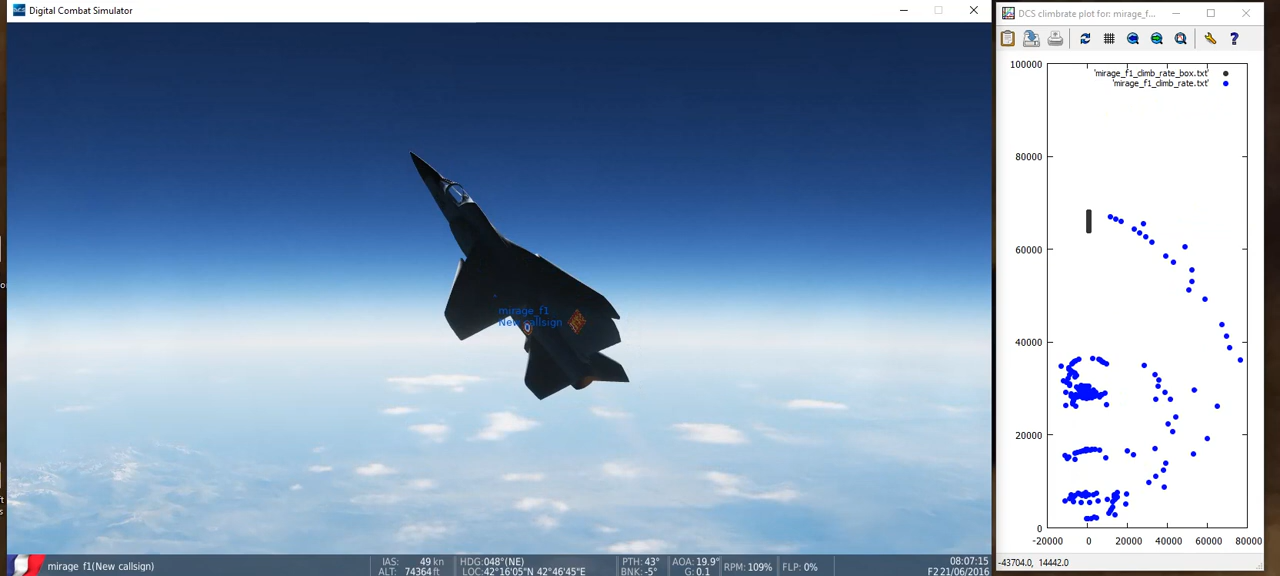 Digital Combat Simulator
mirage_f1
New callsign
mirage f1(New callsign)
IAS: 49 kn
ALT: 74364 ft
HDG:048°(NE)
LOC:42°16'05"N 42°46'45"E
PTH: 43°
BNK: -5°
AOA: 19.9°
G: 0.1
RPM: 109%
FLP: 0%
08:07:15
F2 21/06/2016
DCS climbrate plot for: mirage_f...
'mirage_f1_climb_rate_box.txt'
'mirage_f1_climb_rate.txt'
100000
80000
60000
40000
20000
0
-20000 0 20000 40000 60000 80000
-43704.0, 14442.0